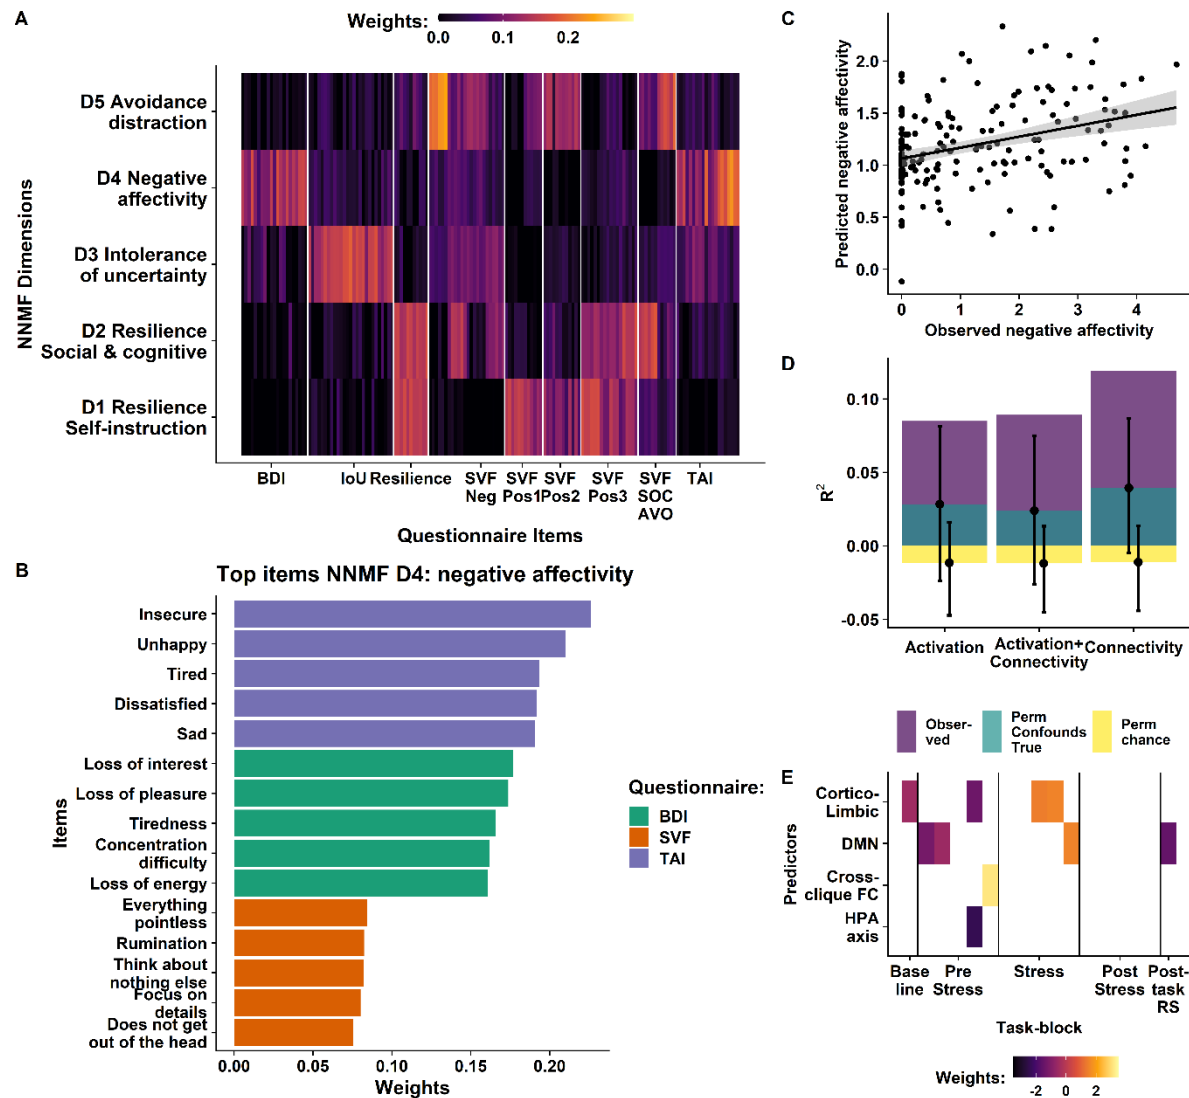 A
Weights:
0.0 0.1 0.2
NNMF Dimensions
D5 Avoidance
distraction
D4 Negative
affectivity
D3 Intolerance
of uncertainty
D2 Resilience
Social & cognitive
D1 Resilience
Self-instruction
BDI IoU Resilience SVF SVF SVF SVF SVF TAI
Neg Pos1 Pos2 Pos3 SOC
AVO
Questionnaire Items
B
Top items NNMF D4: negative affectivity
Items
Insecure
Unhappy
Tired
Dissatisfied
Sad
Loss of interest
Loss of pleasure
Tiredness
Concentration
difficulty
Loss of energy
Everything
pointless
Rumination
Think about
nothing else
Focus on
details
Does not get
out of the head
0.00 0.05 0.10 0.15 0.20
Weights
Questionnaire:
BDI
SVF
TAI
C
Predicted negative affectivity
2.0
1.5
1.0
0.5
0.0
0 1 2 3 4
Observed negative affectivity
D
R2
0.10
0.05
0.00
-0.05
Activation Activation+ Connectivity
Connectivity
Obser-
ved
Perm
Confounds
True
Perm
chance
E
Predictors
Cortico-
Limbic
DMN
Cross-
clique FC
HPA
axis
Base Pre Stress Post Post-
line Stress Stress task
RS
Task-block
Weights:
-2 0 2